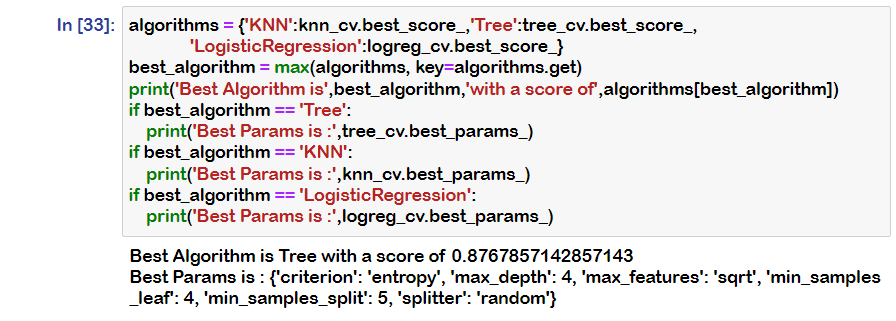 In [33]: algorithms = {'KNN':knn_cv.best_score_,'Tree':tree_cv.best_score_,
'LogisticRegression':logreg_cv.best_score_}
best_algorithm = max(algorithms, key=algorithms.get)
print('Best Algorithm is',best_algorithm,'with a score of',algorithms[best_algorithm])
if best_algorithm == 'Tree':
print('Best Params is :',tree_cv.best_params_)
if best_algorithm == 'KNN':
print('Best Params is :',knn_cv.best_params_)
if best_algorithm == 'LogisticRegression':
print('Best Params is :',logreg_cv.best_params_)
Best Algorithm is Tree with a score of 0.8767857142857143
Best Params is : {'criterion': 'entropy', 'max_depth': 4, 'max_features': 'sqrt', 'min_samples
_leaf': 4, 'min_samples_split': 5, 'splitter': 'random'}